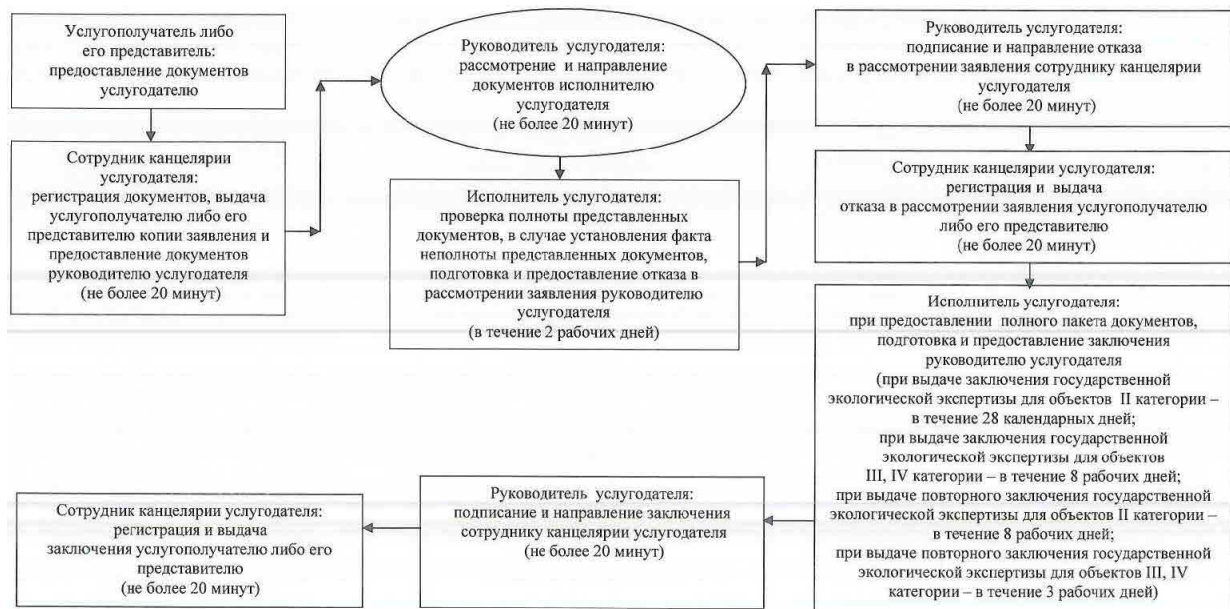 Услугополучатель либо
его представитель:
предоставление документов
услугодателю
Сотрудник канцелярии
услугодателя:
регистрация документов, выдача
услугополучателю либо его
представителю копии заявления и
предоставление документов
руководителю услугодателя
(не более 20 минут)
Руководитель услугодателя:
рассмотрение и направление
документов исполнителю
услугодателя
(не более 20 минут)
Исполнитель услугодателя:
проверка полноты представленных
документов, в случае установления факта
неполноты представленных документов,
подготовка и предоставление отказа в
рассмотрении заявления руководителю
услугодателя
(в течение 2 рабочих дней)
Руководитель услугодателя:
подписание и направление отказа
в рассмотрении заявления сотруднику канцелярии
услугодателя
(не более 20 минут)
Сотрудник канцелярии услугодателя:
регистрация и выдача
отказа в рассмотрении заявления услугополучателю
либо его представителю
(не более 20 минут)
Исполнитель услугодателя:
при предоставлении полного пакета документов,
подготовка и предоставление заключения
руководителю услугодателя
(при выдаче заключения государственной
экологической экспертизы для объектов II категории –
в течение 28 календарных дней;
при выдаче заключения государственной
экологической экспертизы для объектов
III, IV категории – в течение 8 рабочих дней;
при выдаче повторного заключения государственной
экологической экспертизы для объектов II категории –
в течение 8 рабочих дней;
при выдаче повторного заключения государственной
экологической экспертизы для объектов III, IV
категории – в течение 3 рабочих дней)
Руководитель услугодателя:
подписание и направление заключения
сотруднику канцелярии услугодателя
(не более 20 минут)
Сотрудник канцелярии услугодателя:
регистрация и выдача
заключения услугополучателю либо его
представителю
(не более 20 минут)